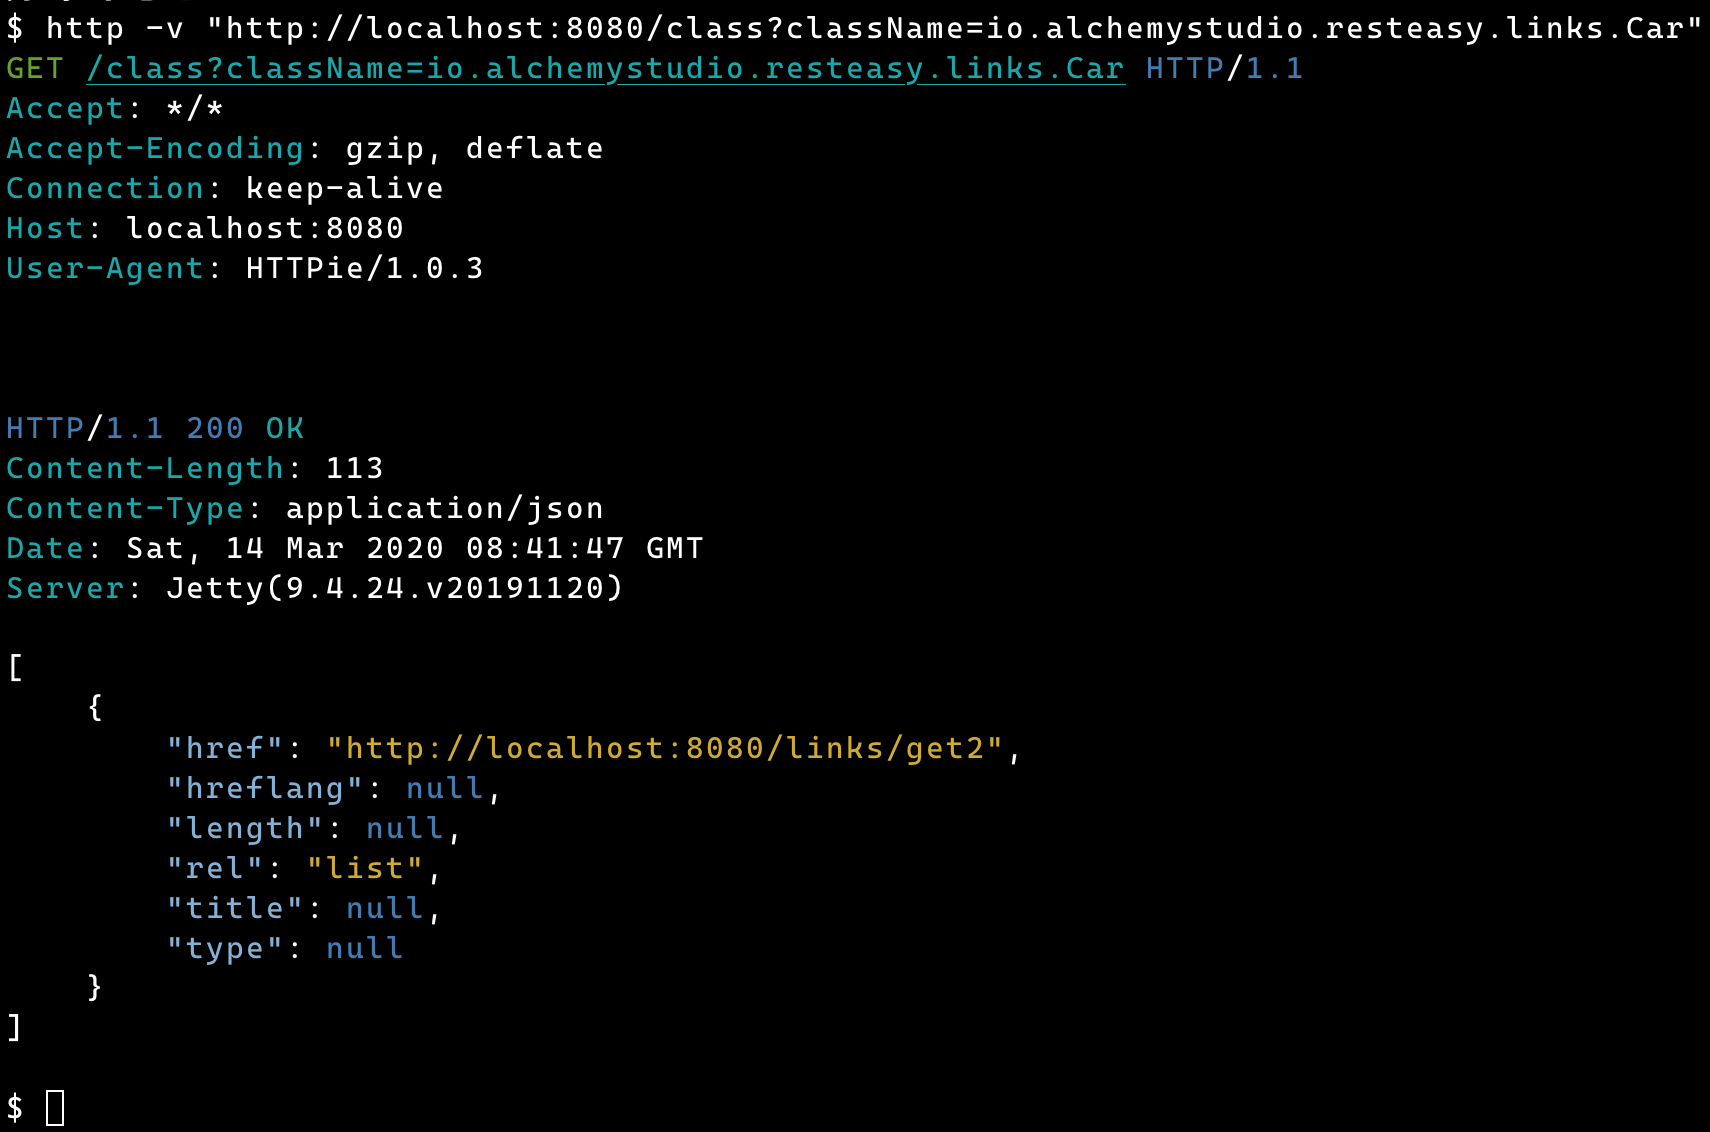 $ http -v "http://localhost:8080/class?className=io.alchemystudio.resteasy.links.Car"
GET /class?className=io.alchemystudio.resteasy.links.Car HTTP/1.1
Accept: */*
Accept-Encoding: gzip, deflate
Connection: keep-alive
Host: localhost:8080
User-Agent: HTTPie/1.0.3
HTTP/1.1 200 OK
Content-Length: 113
Content-Type: application/json
Date: Sat, 14 Mar 2020 08:41:47 GMT
Server: Jetty(9.4.24.v20191120)
[
    {
        "href": "http://localhost:8080/links/get2",
        "hreflang": null,
        "length": null,
        "rel": "list",
        "title": null,
        "type": null
    }
]
$